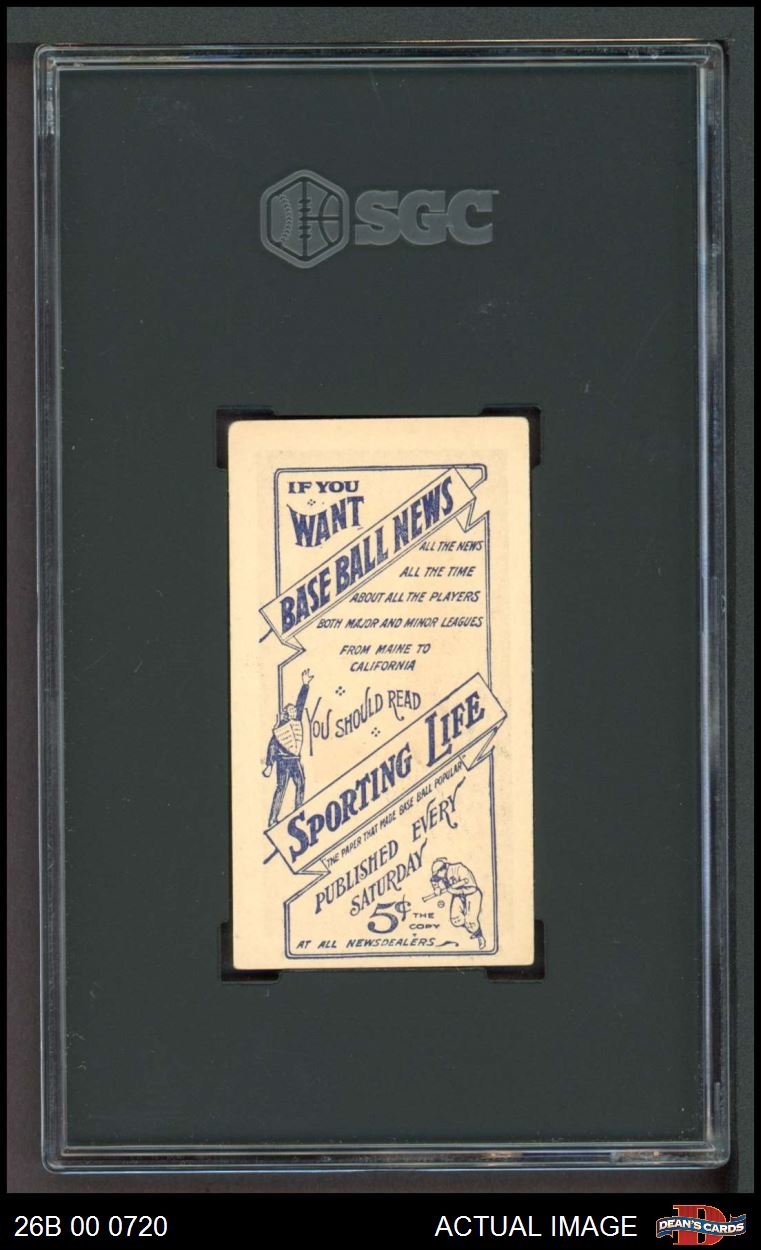 SGC
IF YOU
WANT
BASE BALL NEWS
ALL THE NEWS
ALL THE TIME
ABOUT ALL THE PLAYERS
BOTH MAJOR AND MINOR LEAGUES
FROM MAINE TO
CALIFORNIA
YOU SHOULD READ
SPORTING LIFE
"THE PAPER THAT MADE BASE BALL POPULAR"
PUBLISHED EVERY
SATURDAY
5¢ THE
COPY
AT ALL NEWSDEALERS
26B 00 0720
ACTUAL IMAGE
DEAN'S CARDS